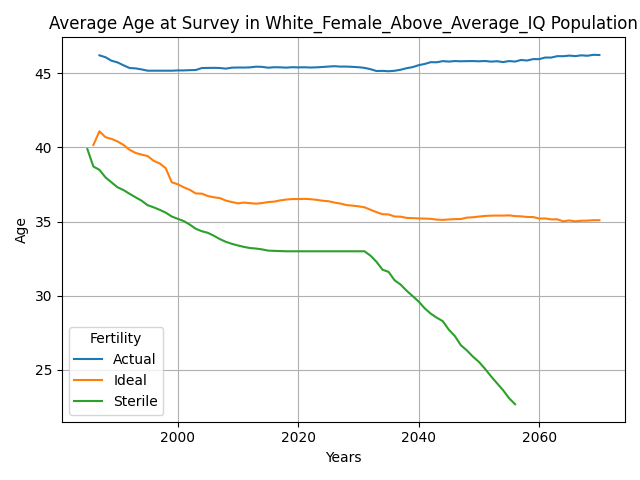 Average Age at Survey in White_Female_Above_Average_IQ Population
Age
45
40
35
30
25
Fertility
Actual
Ideal
Sterile
2000 2020 2040 2060
Years